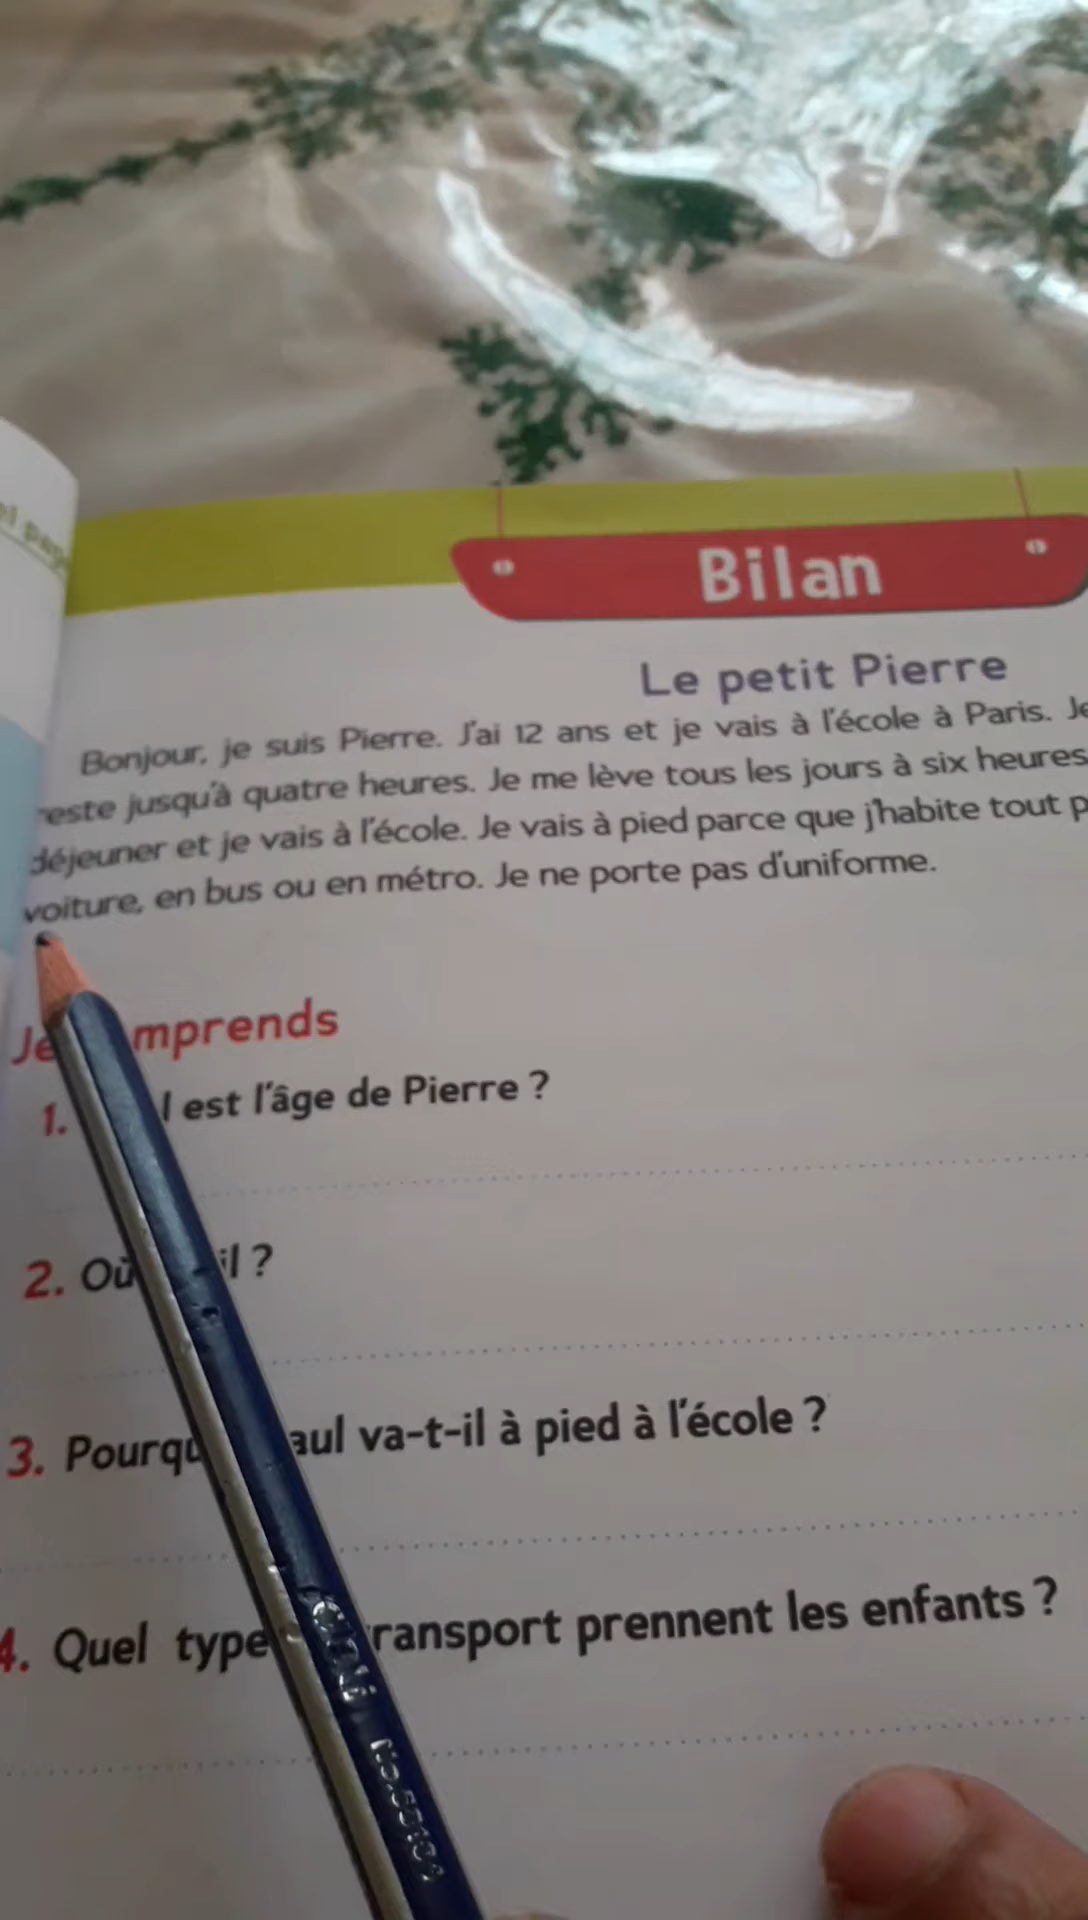 Bilan
Le petit Pierre
Bonjour, je suis Pierre. J'ai 12 ans et je vais à l'école à Paris. Je
reste jusqu'à quatre heures. Je me lève tous les jours à six heures
déjeuner et je vais à l'école. Je vais à pied parce que j'habite tout p
voiture, en bus ou en métro. Je ne porte pas d'uniforme.
Je mprends
1. l est l'âge de Pierre ?
2. Où il ?
3. Pourqu aul va-t-il à pied à l'école ?
4. Quel type ransport prennent les enfants ?